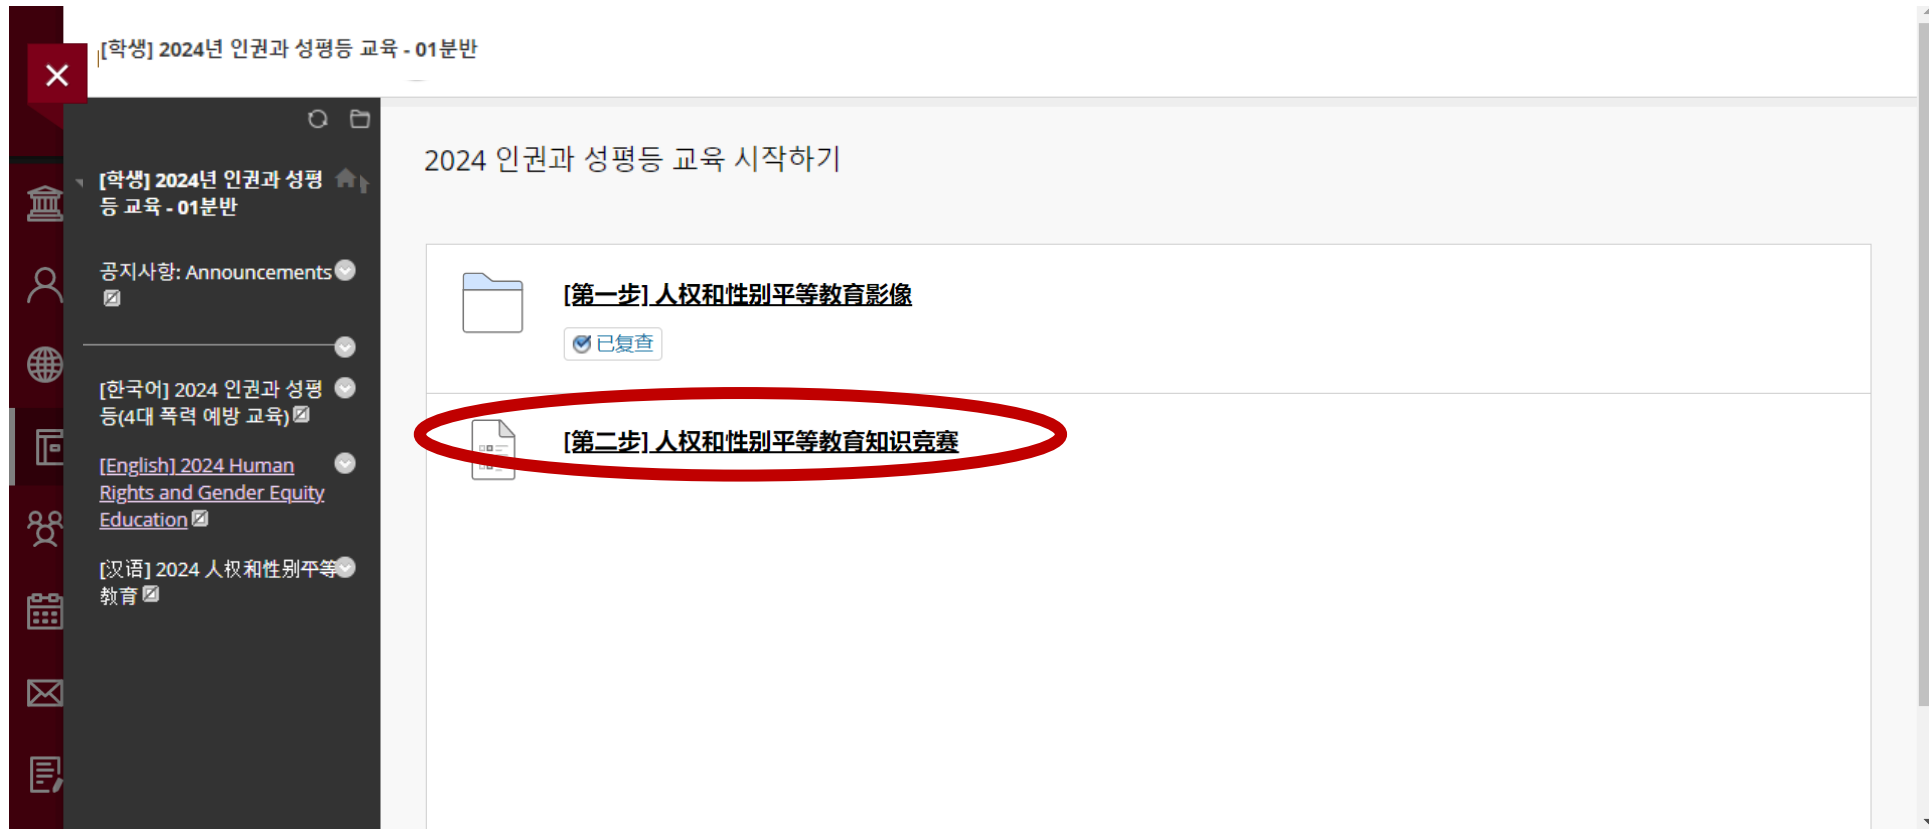 [학생] 2024년 인권과 성평등 교육 - 01분반
[학생] 2024년 인권과 성평
등 교육 - 01분반
공지사항: Announcements
[한국어] 2024 인권과 성평
등(4대 폭력 예방 교육)
[English] 2024 Human
Rights and Gender Equity
Education
[汉语] 2024 人权和性别平等
教育
2024 인권과 성평등 교육 시작하기
[第一步] 人权和性别平等教育影像
已复查
[第二步] 人权和性别平等教育知识竞赛